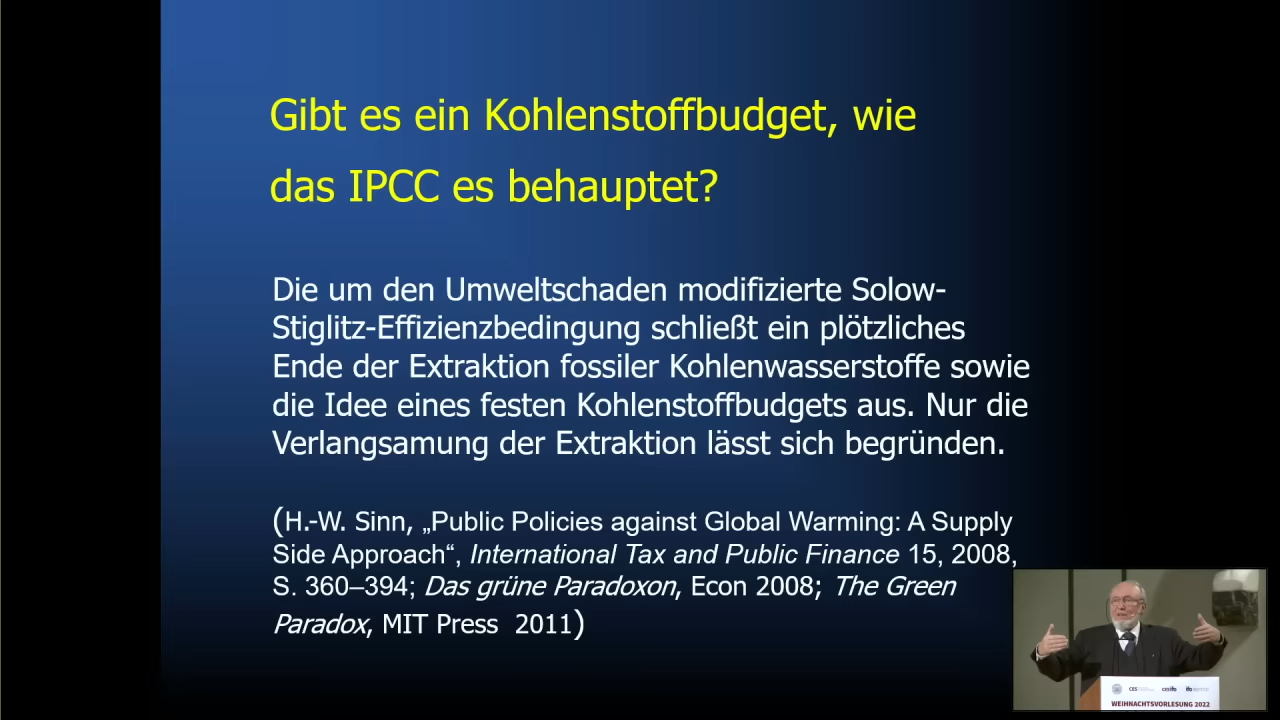 Gibt es ein Kohlenstoffbudget, wie
das IPCC es behauptet?
Die um den Umweltschaden modifizierte Solow-
Stiglitz-Effizienzbedingung schließt ein plötzliches
Ende der Extraktion fossiler Kohlenwasserstoffe sowie
die Idee eines festen Kohlenstoffbudgets aus. Nur die
Verlangsamung der Extraktion lässt sich begründen.
(H.-W. Sinn, „Public Policies against Global Warming: A Supply
Side Approach“, International Tax and Public Finance 15, 2008,
S. 360–394; Das grüne Paradoxon, Econ 2008; The Green
Paradox, MIT Press 2011)
CES CESifo ifo
WEIHNACHTSVORLESUNG 2022